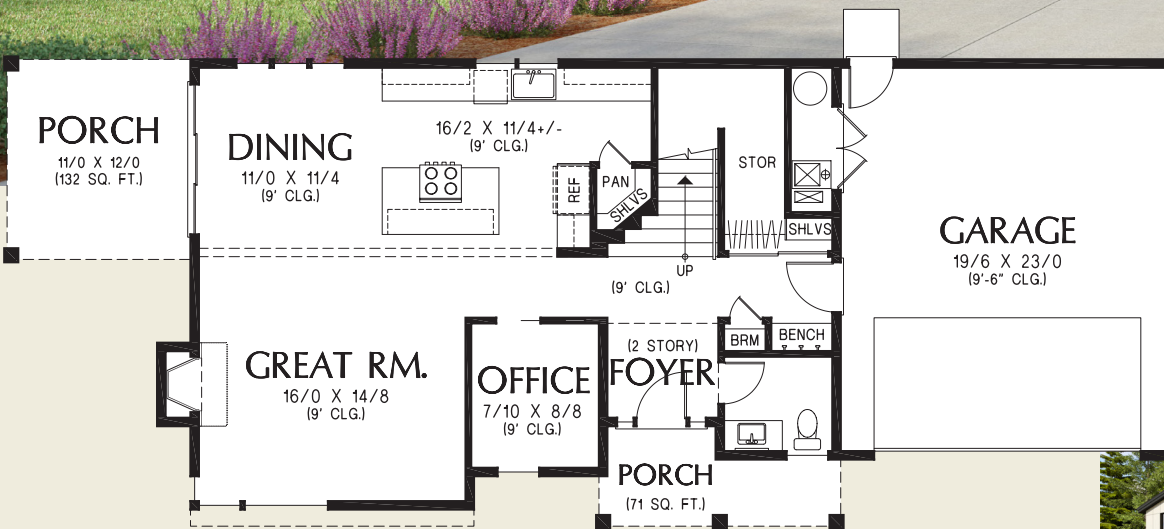 PORCH
11/0 X 12/0
(132 SQ. FT.)
DINING
11/0 X 11/4
(9' CLG.)
16/2 X 11/4+/-
(9' CLG.)
REF
PAN
SHLVS
STOR
SHLVS
UP
(9' CLG.)
GARAGE
19/6 X 23/0
(9'-6" CLG.)
BRM
BENCH
GREAT RM.
16/0 X 14/8
(9' CLG.)
OFFICE
7/10 X 8/8
(9' CLG.)
(2 STORY)
FOYER
PORCH
(71 SQ. FT.)